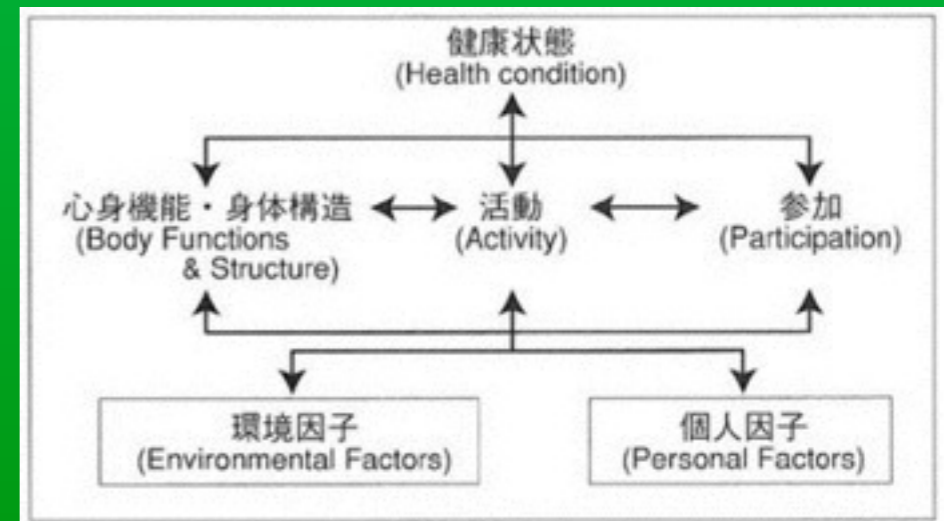 健康状態
(Health condition)
心身機能・身体構造
(Body Functions
& Structure)
活動
(Activity)
参加
(Participation)
環境因子
(Environmental Factors)
個人因子
(Personal Factors)